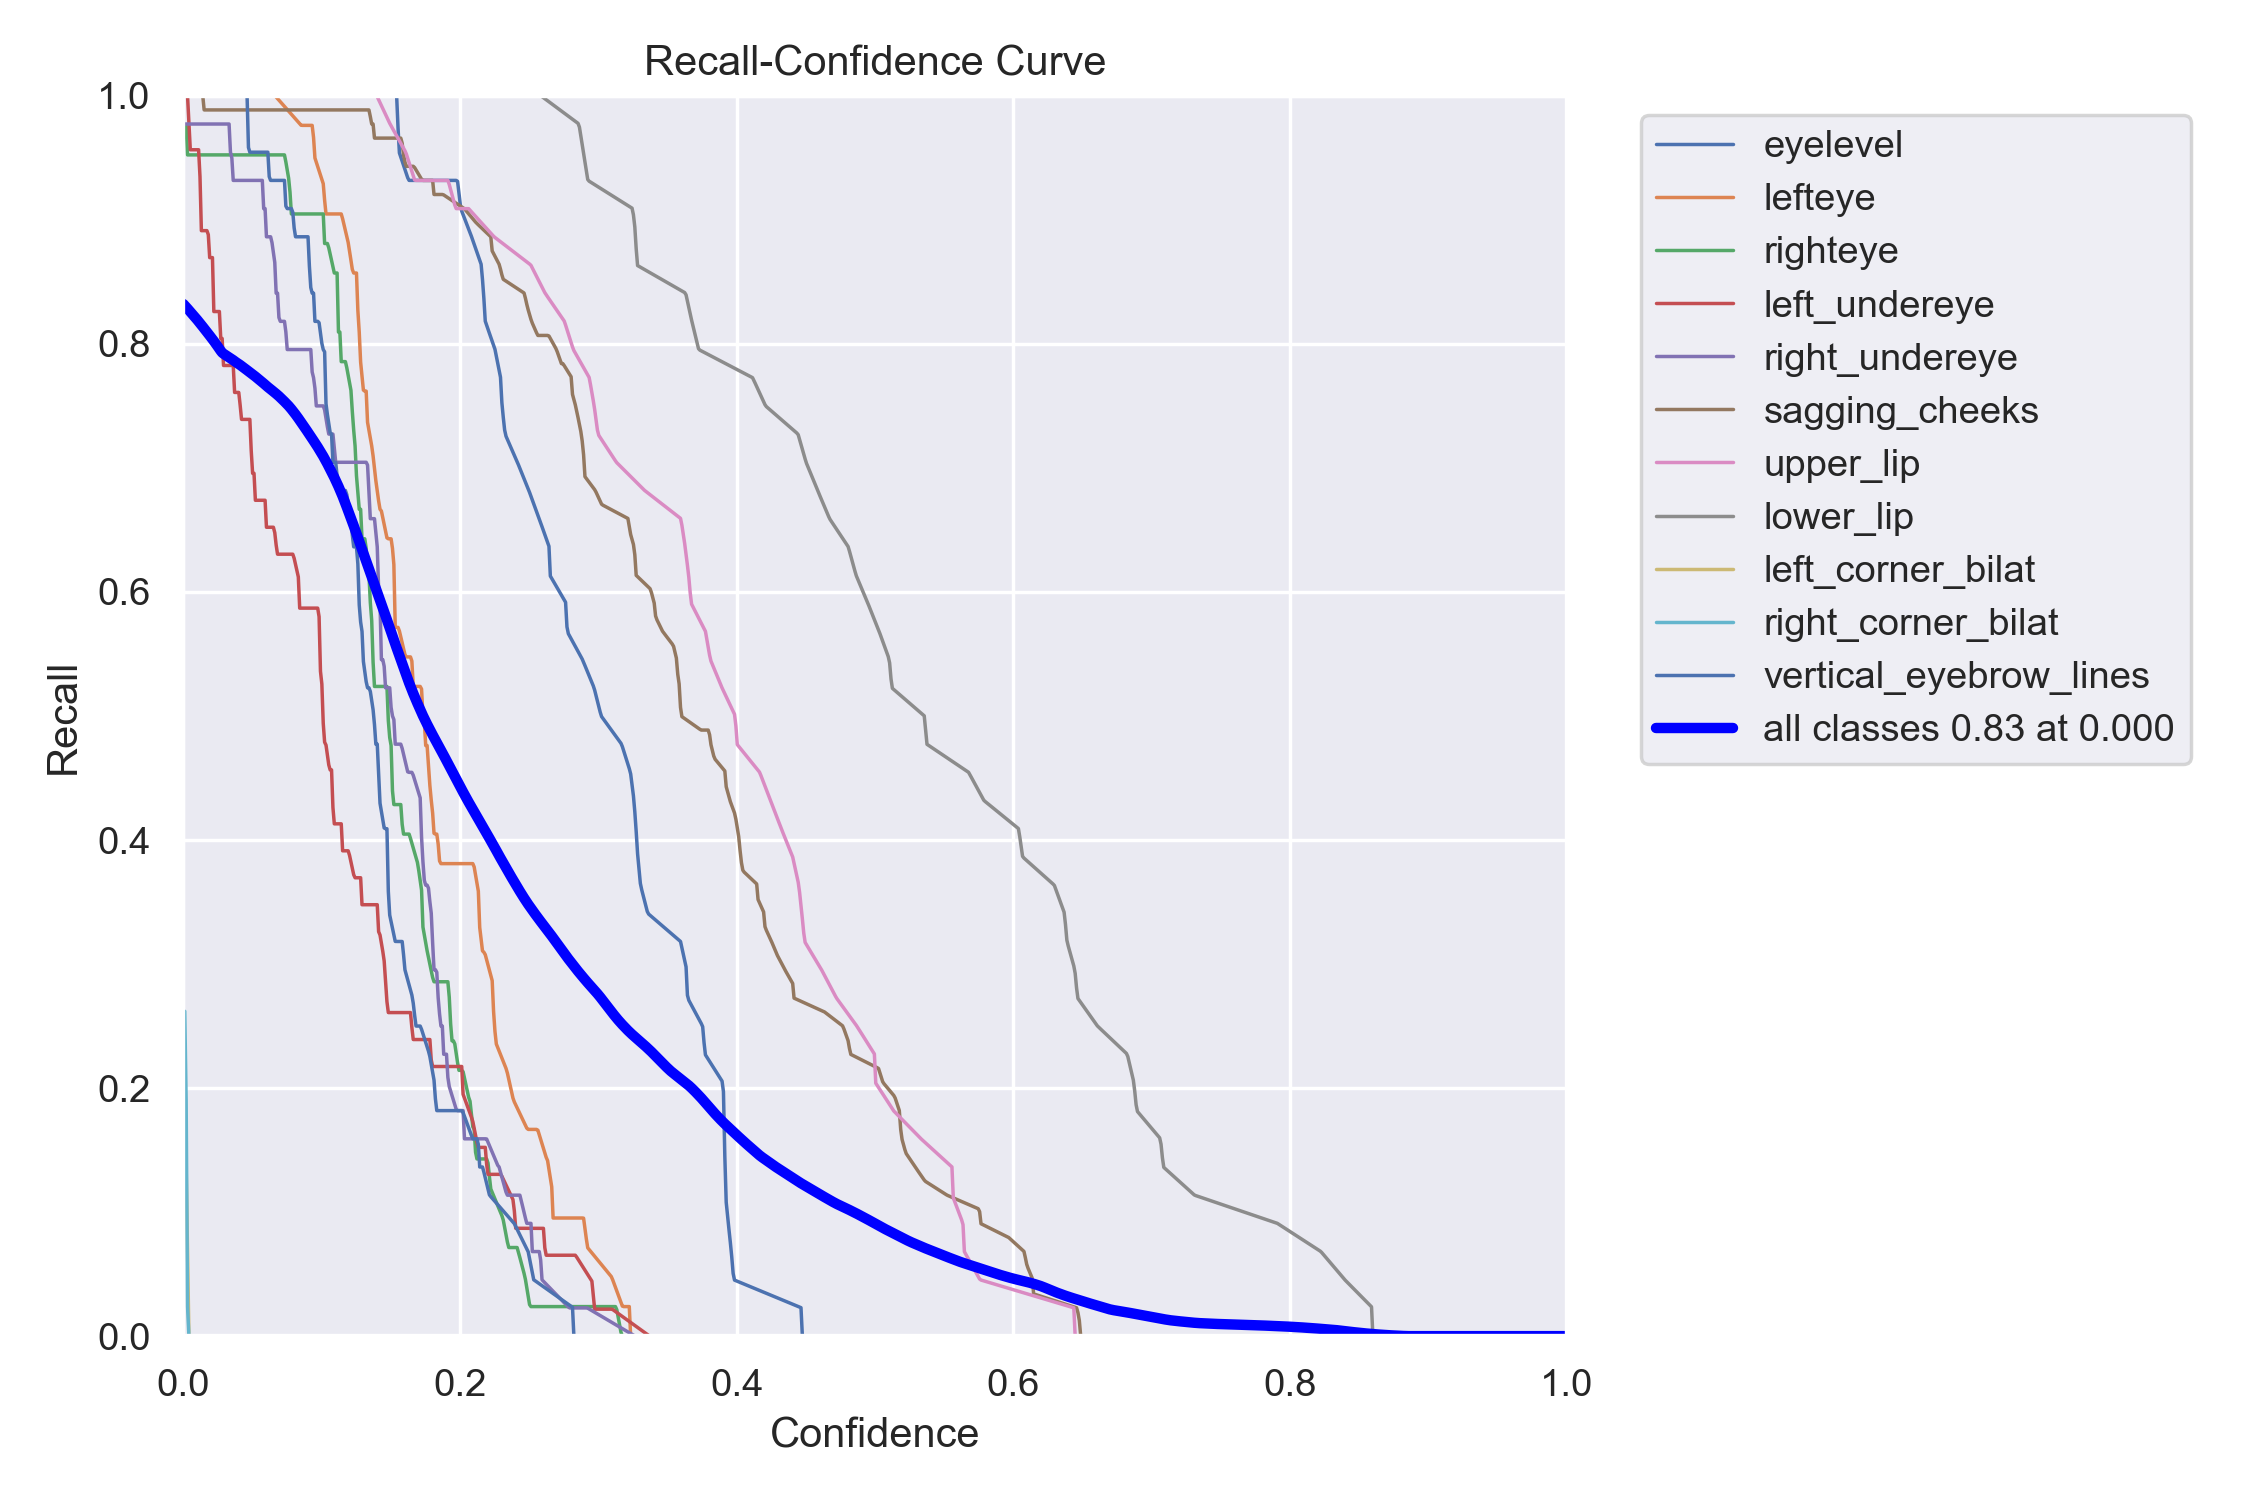 Recall-Confidence Curve
1.0
0.8
0.6
0.4
0.2
0.0
Recall
0.0 0.2 0.4 0.6 0.8 1.0
Confidence
eyelevel
lefteye
righteye
left_undereye
right_undereye
sagging_cheeks
upper_lip
lower_lip
left_corner_bilat
right_corner_bilat
vertical_eyebrow_lines
all classes 0.83 at 0.000